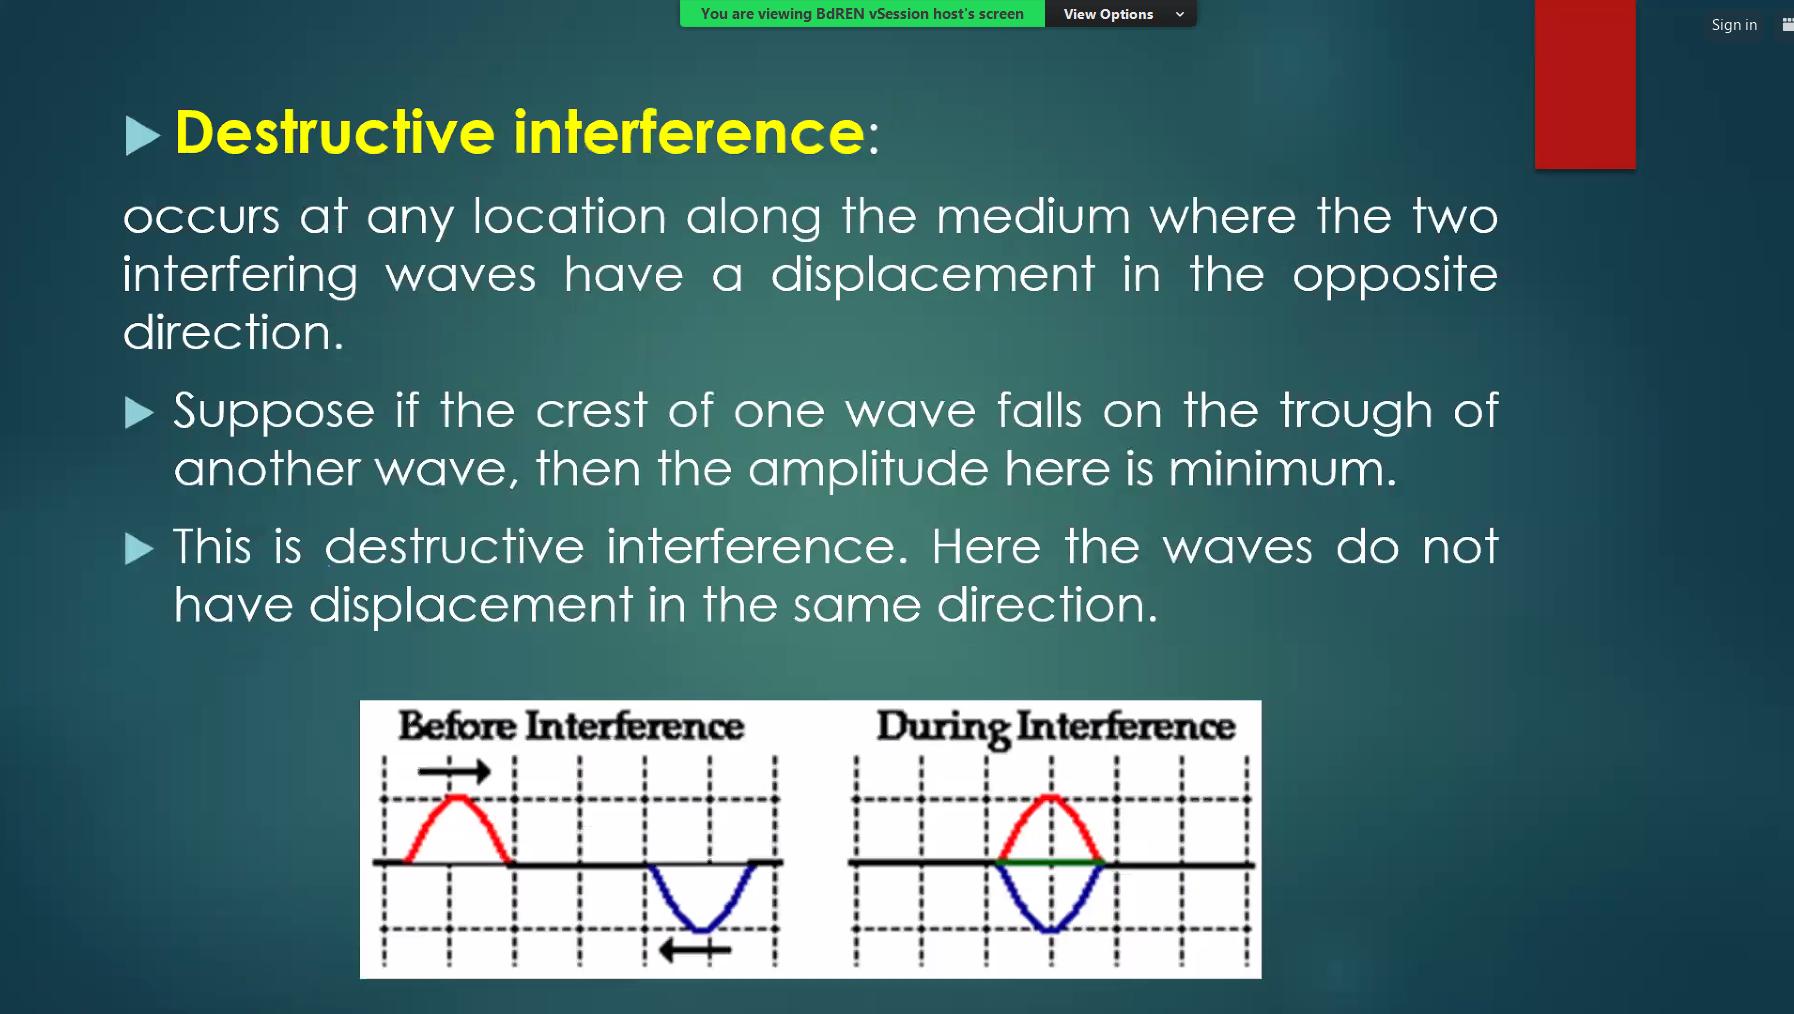 You are viewing BdREN vSession host's screen
View Options
Sign in
Destructive interference:
occurs at any location along the medium where the two
interfering waves have a displacement in the opposite
direction.
Suppose if the crest of one wave falls on the trough of
another wave, then the amplitude here is minimum.
This is destructive interference. Here the waves do not
have displacement in the same direction.
Before Interference
During Interference